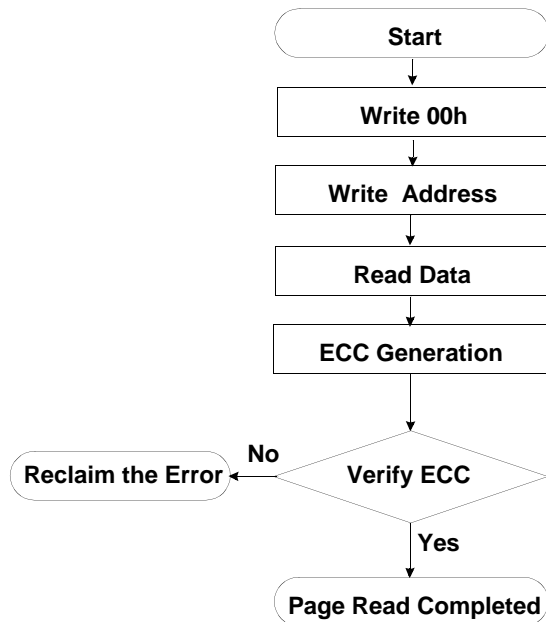 Start
Write 00h
Write Address
Read Data
ECC Generation
No
Reclaim the Error
Verify ECC
Yes
Page Read Completed